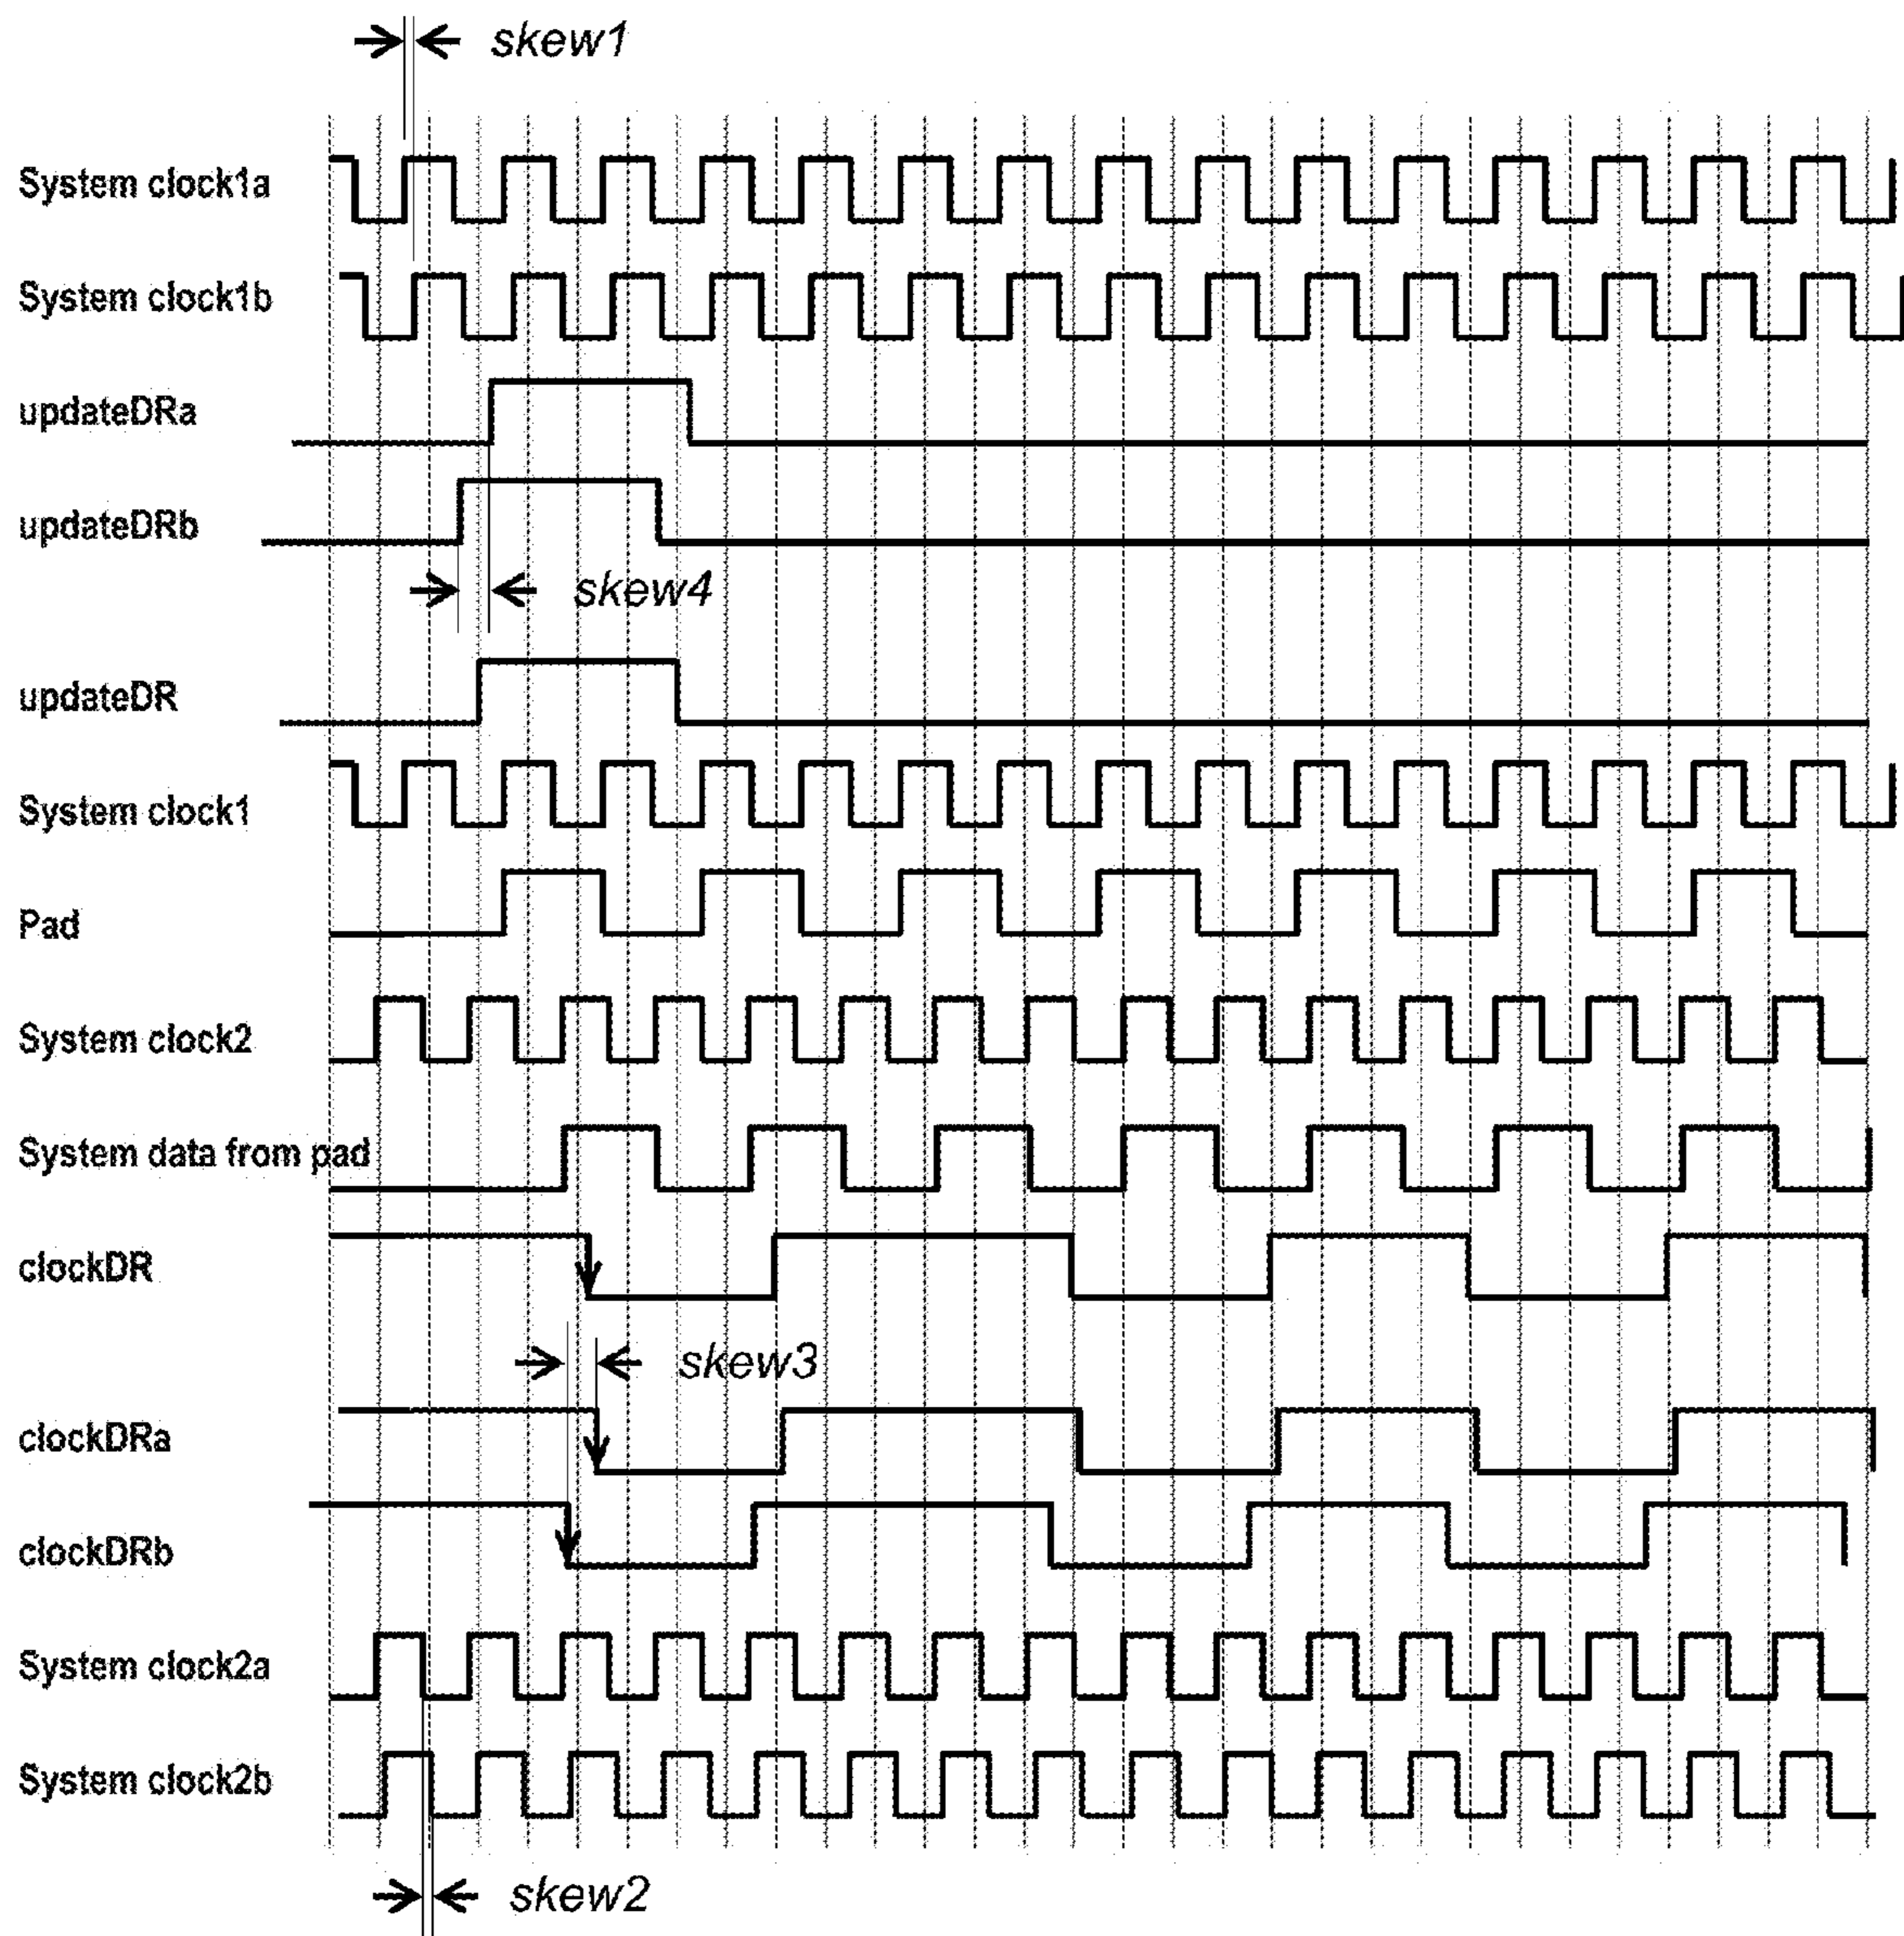 skew1
System clock1a
System clock1b
updateDRa
updateDRb
skew4
updateDR
System clock1
Pad
System clock2
System data from pad
clockDR
skew3
clockDRa
clockDRb
System clock2a
System clock2b
skew2